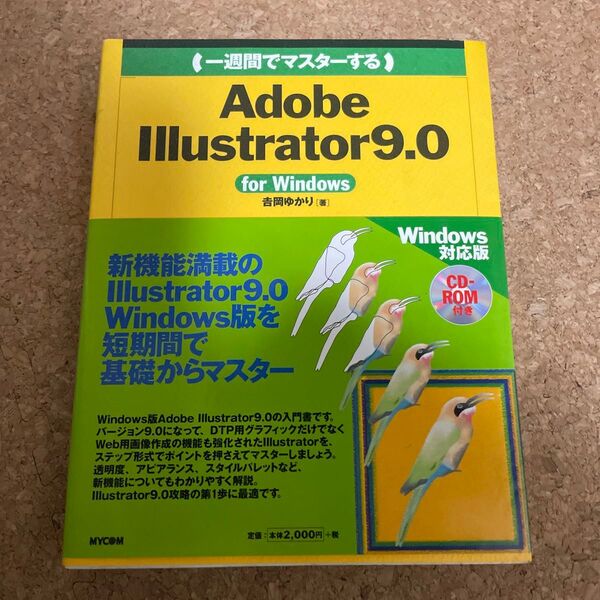 【一週間でマスターする】
Adobe
Illustrator9.0
for Windows
吉岡ゆかり[著]
Windows
対応版
CD-
ROM
付き
新機能満載の
Illustrator9.0
Windows版を
短期間で
基礎からマスター
Windows版Adobe Illustrator9.0の入門書です。
バージョン9.0になって、DTP用グラフィックだけでなく
Web用画像作成の機能も強化されたIllustratorを、
ステップ形式でポイントを押さえてマスターしましょう。
透明度、アピアランス、スタイルパレットなど、
新機能についてもわかりやすく解説。
Illustrator9.0攻略の第1歩に最適です。
MYCOM
定価：本体2,000円+税